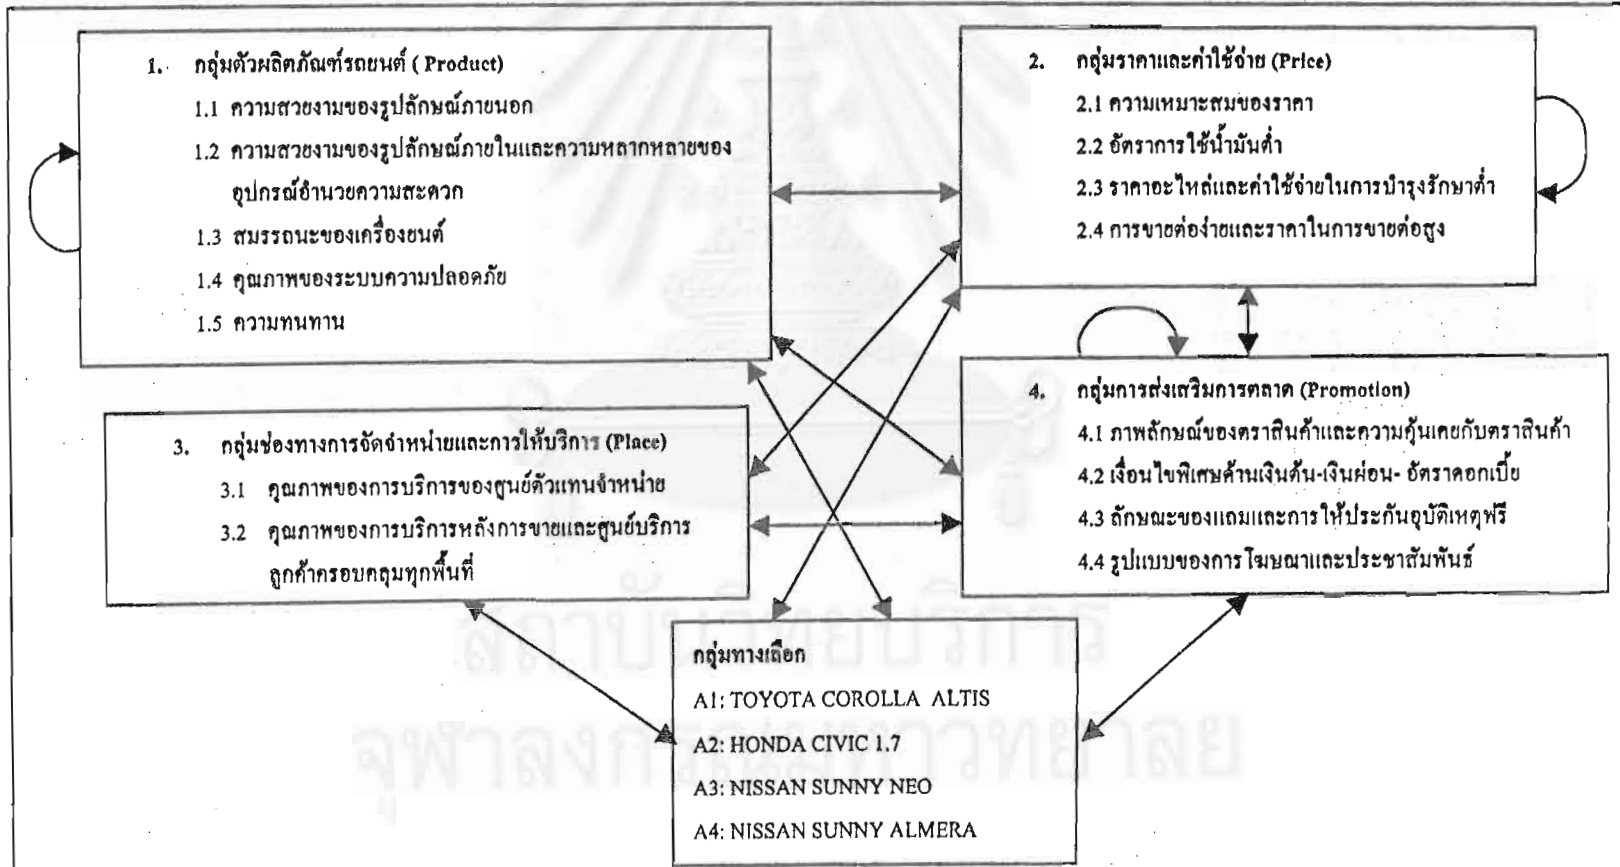 1. กลุ่มตัวผลิตภัณฑ์รถยนต์ ( Product)
1.1 ความสวยงามของรูปลักษณ์ภายนอก
1.2 ความสวยงามของรูปลักษณ์ภายในและความหลากหลายของ
อุปกรณ์อำนวยความสะดวก
1.3 สมรรถนะของเครื่องยนต์
1.4 คุณภาพของระบบความปลอดภัย
1.5 ความทนทาน
2. กลุ่มราคาและค่าใช้จ่าย (Price)
2.1 ความเหมาะสมของราคา
2.2 อัตราการใช้น้ำมันต่ำ
2.3 ราคาอะไหล่และค่าใช้จ่ายในการบำรุงรักษาต่ำ
2.4 การขายต่อง่ายและราคาในการขายต่อสูง
3. กลุ่มช่องทางการจัดจำหน่ายและการให้บริการ (Place)
3.1 คุณภาพของการบริการของศูนย์ตัวแทนจำหน่าย
3.2 คุณภาพของการบริการหลังการขายและศูนย์บริการ
ลูกค้าครอบคลุมทุกพื้นที่
4. กลุ่มการส่งเสริมการตลาด (Promotion)
4.1 ภาพลักษณ์ของตราสินค้าและความคุ้นเคยกับตราสินค้า
4.2 เงื่อนไขพิเศษด้านเงินต้น-เงินผ่อน- อัตราดอกเบี้ย
4.3 ลักษณะของแถมและการให้ประกันอุบัติเหตุฟรี
4.4 รูปแบบของการโฆษณาและประชาสัมพันธ์
กลุ่มทางเลือก
A1: TOYOTA COROLLA ALTIS
A2: HONDA CIVIC 1.7
A3: NISSAN SUNNY NEO
A4: NISSAN SUNNY ALMERA
สถาบันวิทยบริการ
จุฬาลงกรณ์มหาวิทยาลัย